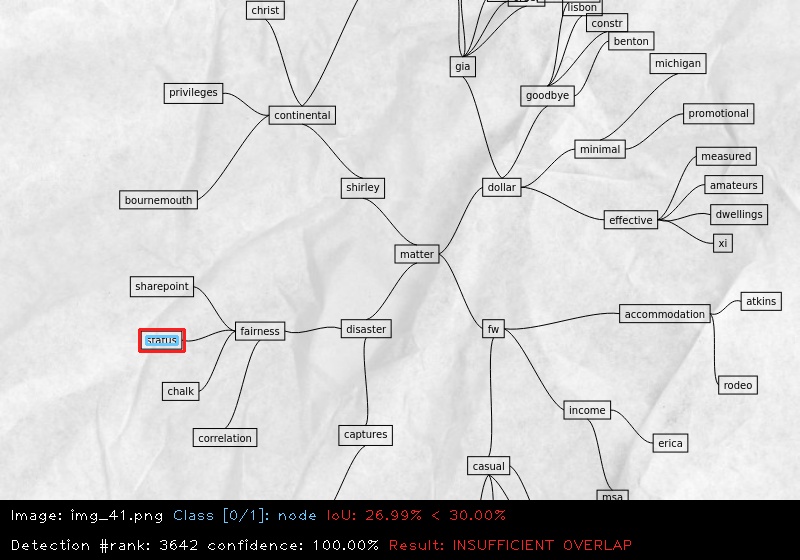 christ
lisbon
constr
benton
gia
michigan
privileges
goodbye
continental
promotional
minimal
measured
shirley
dollar
amateurs
bournemouth
dwellings
effective
xi
matter
sharepoint
atkins
accommodation
fairness
disaster
fw
status
rodeo
chalk
income
captures
correlation
erica
casual
msa
Image: img_41.png Class [0/1]: node IoU: 26.99% < 30.00%
Detection #rank: 3642 confidence: 100.00% Result: INSUFFICIENT OVERLAP